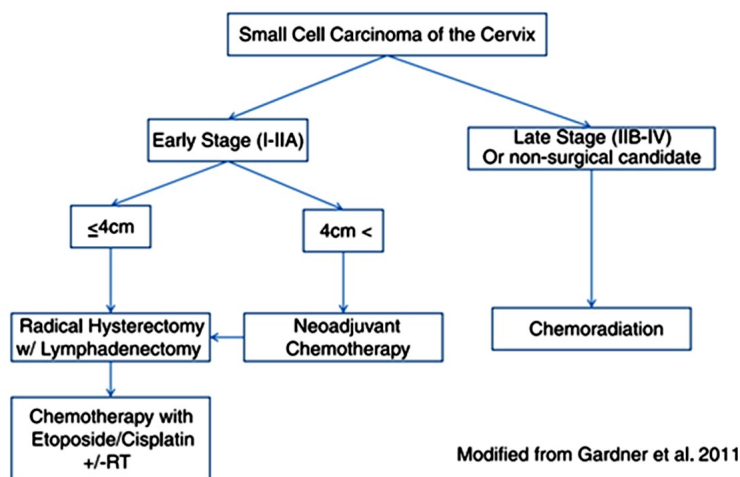 Small Cell Carcinoma of the Cervix
Early Stage (I-IIA)
Late Stage (IIB-IV)
Or non-surgical candidate
≤4cm
4cm <
Radical Hysterectomy
w/ Lymphadenectomy
Neoadjuvant
Chemotherapy
Chemoradiation
Chemotherapy with
Etoposide/Cisplatin
+/-RT
Modified from Gardner et al. 2011